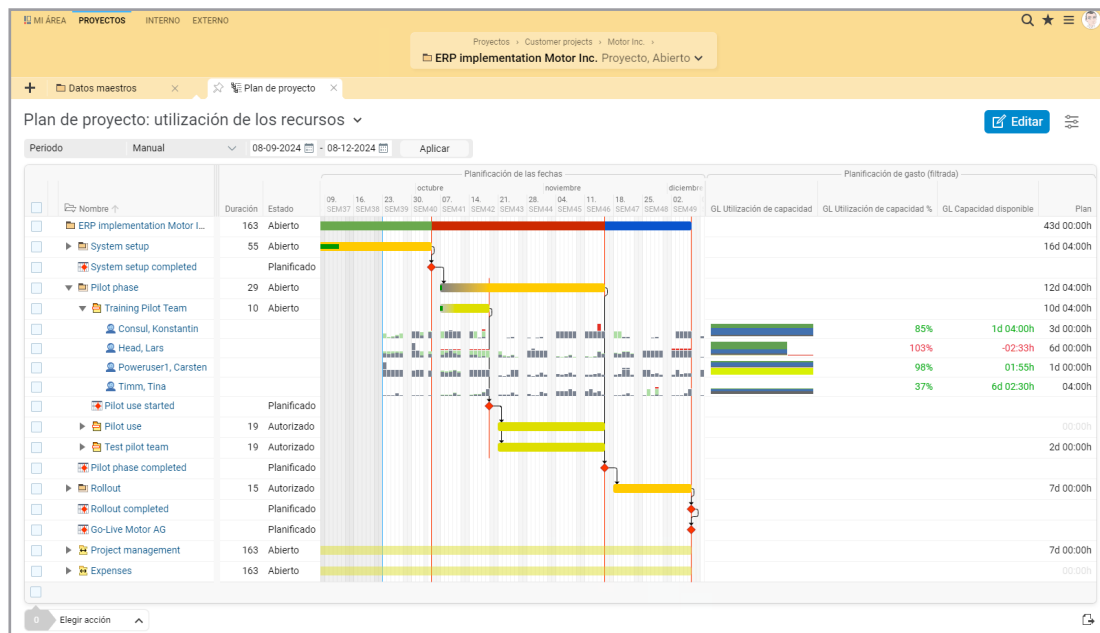 MI ÁREA PROYECTOS INTERNO EXTERNO
Proyectos › Customer projects › Motor Inc. ›
ERP implementation Motor Inc. Proyecto, Abierto
+ Datos maestros × Plan de proyecto ×
Plan de proyecto: utilización de los recursos
Editar
Periodo Manual 08-09-2024 - 08-12-2024 Aplicar
Planificación de las fechas Planificación de gasto (filtrada)
octubre noviembre diciembre
09. 16. 23. 30. 07. 14. 21. 28. 04. 11. 18. 25. 02.
Nombre Duración Estado SEM37 SEM38 SEM39 SEM40 SEM41 SEM42 SEM43 SEM44 SEM45 SEM46 SEM47 SEM48 SEM49 GL Utilización de capacidad GL Utilización de capacidad % GL Capacidad disponible Plan
ERP implementation Motor I... 163 Abierto 43d 00:00h
System setup 55 Abierto 16d 04:00h
System setup completed Planificado
Pilot phase 29 Abierto 12d 04:00h
Training Pilot Team 10 Abierto 10d 04:00h
Consul, Konstantin 85% 1d 04:00h 3d 00:00h
Head, Lars 103% -02:33h 6d 00:00h
Poweruser1, Carsten 98% 01:55h 1d 00:00h
Timm, Tina 37% 6d 02:30h 04:00h
Pilot use started Planificado
Pilot use 19 Autorizado 00:00h
Test pilot team 19 Autorizado 2d 00:00h
Pilot phase completed Planificado
Rollout 15 Autorizado 7d 00:00h
Rollout completed Planificado
Go-Live Motor AG Planificado
Project management 163 Abierto 7d 00:00h
Expenses 163 Abierto 00:00h
0 Elegir acción